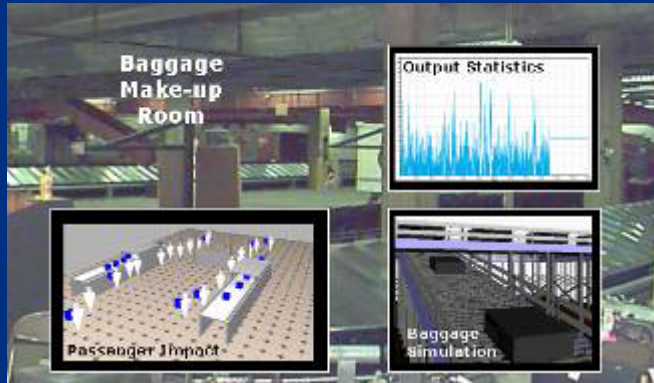 Baggage
Make-up
Room
Output Statistics
Passenger Impact
Baggage
Simulation